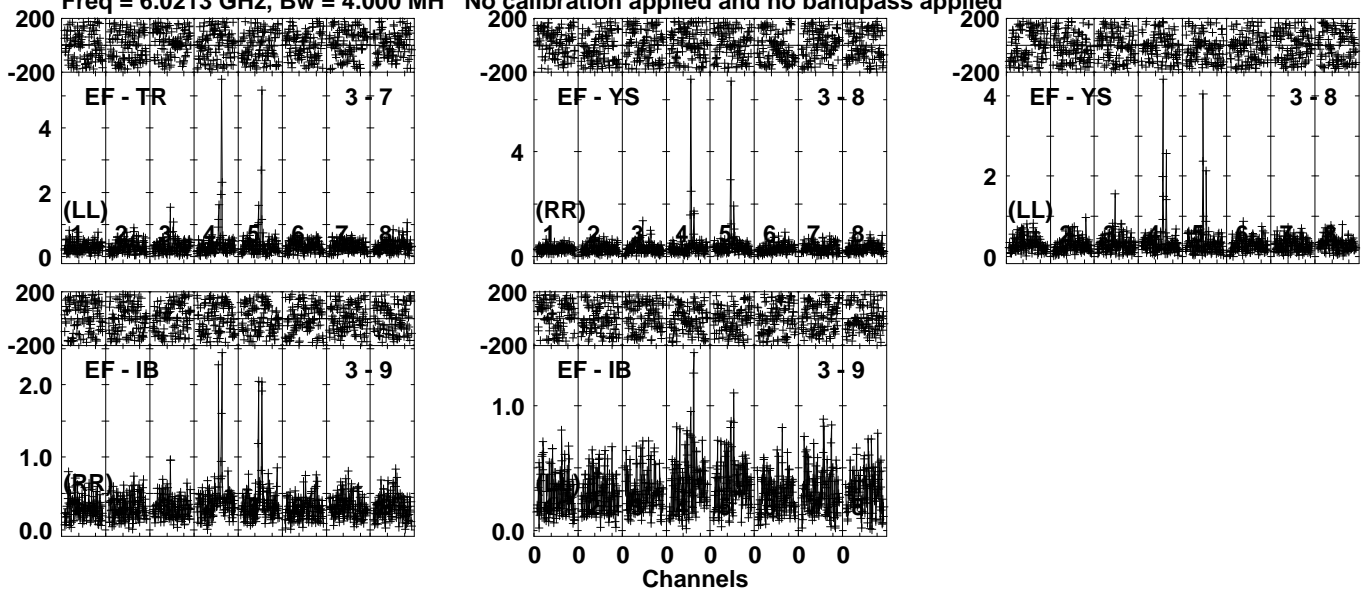 Freq = 6.0213 GHz, Bw = 4.000 MH No calibration applied and no bandpass applied
200
-200
EF - TR 3 - 7
4
2
0
(LL)
1 2 3 4 5 6 7 8
200
-200
EF - YS 3 - 8
4
0
(RR)
1 2 3 4 5 6 7 8
200
-200
EF - YS 3 - 8
4
2
0
(LL)
200
-200
EF - IB 3 - 9
2.0
1.0
0.0
(RR)
200
-200
EF - IB 3 - 9
1.0
0.0
0 0 0 0 0 0 0 0
Channels